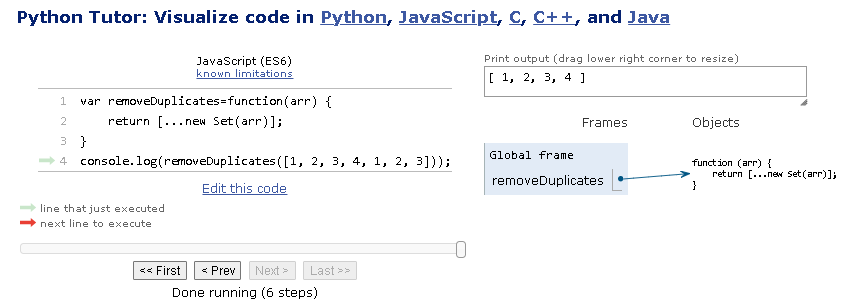 Python Tutor: Visualize code in Python, JavaScript, C, C++, and Java
JavaScript (ES6)
known limitations
1 var removeDuplicates=function(arr) {
2     return [...new Set(arr)];
3 }
4 console.log(removeDuplicates([1, 2, 3, 4, 1, 2, 3]));
Edit this code
line that just executed
next line to execute
<< First < Prev Next > Last >>
Done running (6 steps)
Print output (drag lower right corner to resize)
[ 1, 2, 3, 4 ]
Frames Objects
Global frame
removeDuplicates
function (arr) {
    return [...new Set(arr)];
}